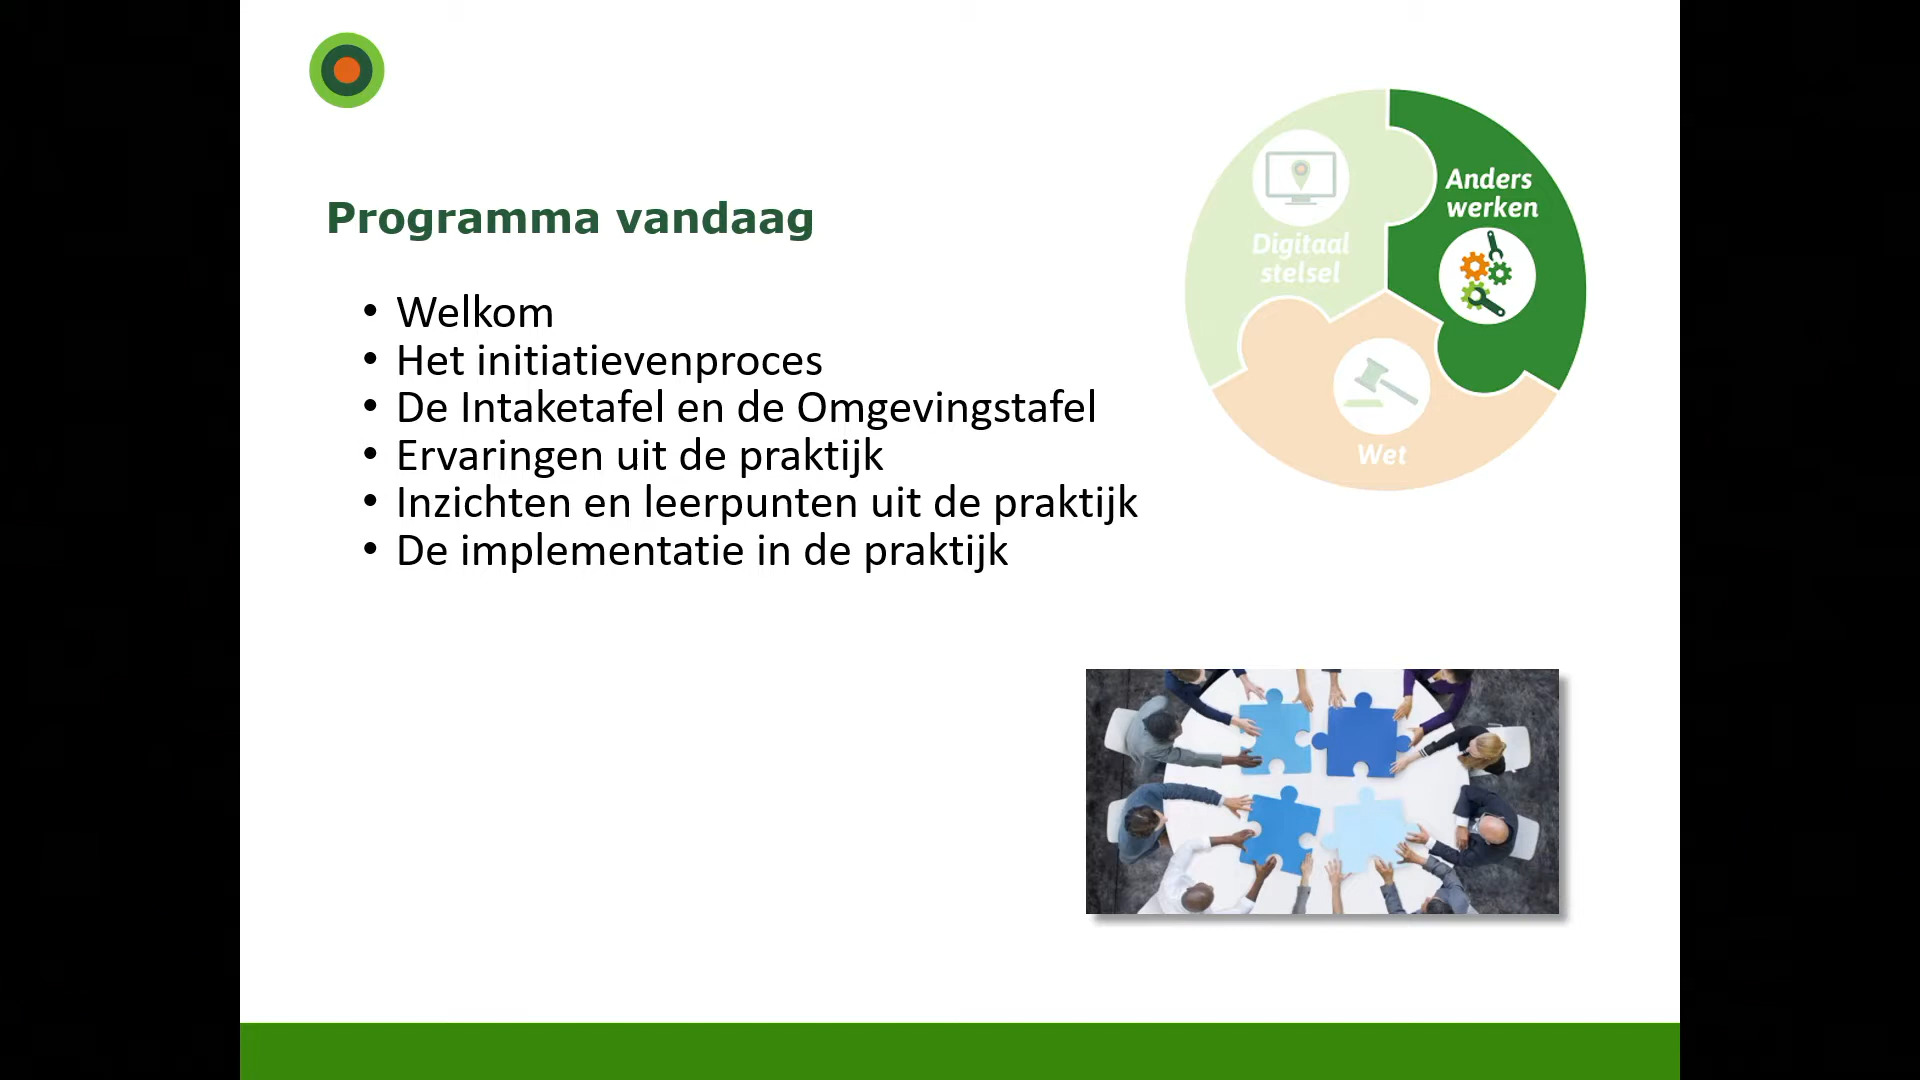 Programma vandaag
• Welkom
• Het initiatievenproces
• De Intaketafel en de Omgevingstafel
• Ervaringen uit de praktijk
• Inzichten en leerpunten uit de praktijk
• De implementatie in de praktijk
Anders
werken
Digitaal
stelsel
Wet